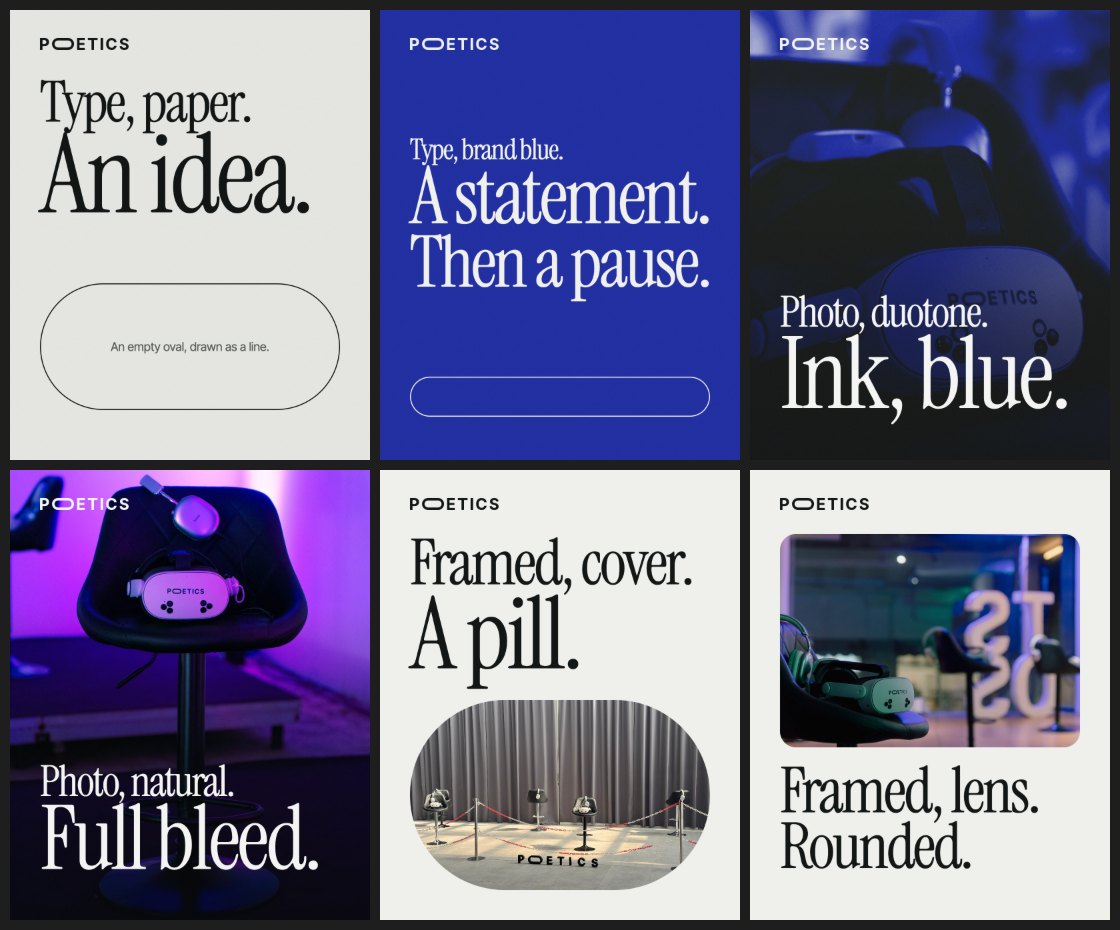 POETICS
Type, paper.
An idea.
An empty oval, drawn as a line.
POETICS
Type, brand blue.
A statement.
Then a pause.
POETICS
POETICS
Photo, duotone.
Ink, blue.
POETICS
POETICS
Photo, natural.
Full bleed.
POETICS
Framed, cover.
A pill.
POETICS
POETICS
POETICS
Framed, lens.
Rounded.